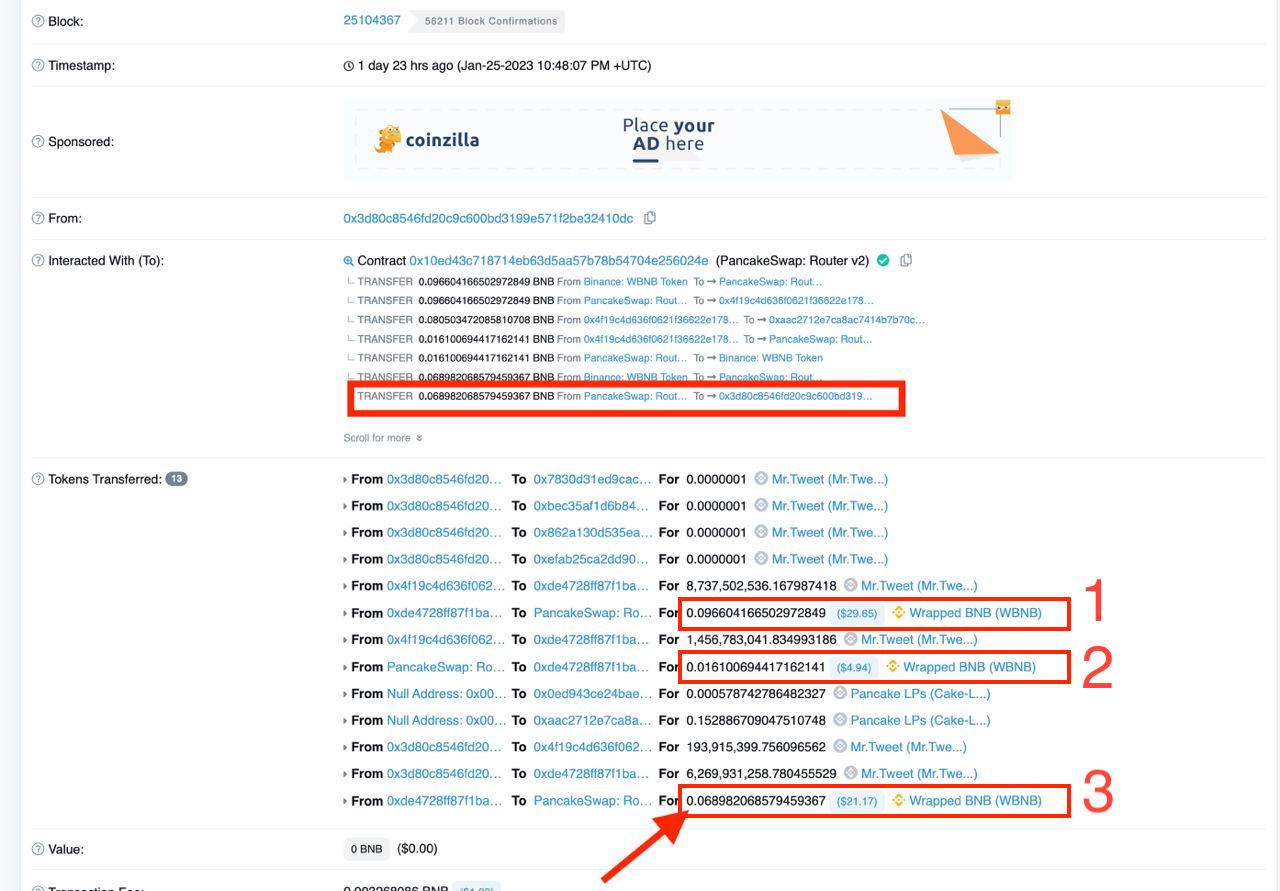 Block: 25104367 56211 Block Confirmations
Timestamp: 1 day 23 hrs ago (Jan-25-2023 10:48:07 PM +UTC)
Sponsored: coinzilla Place your AD here
From: 0x3d80c8546fd20c9c600bd3199e571f2be32410dc
Interacted With (To): Contract 0x10ed43c718714eb63d5aa57b78b54704e256024e (PancakeSwap: Router v2)
TRANSFER 0.096604166502972849 BNB From Binance: WBNB Token To → PancakeSwap: Rout…
TRANSFER 0.096604166502972849 BNB From PancakeSwap: Rout… To → 0x4f19c4d636f0621f36622e178…
TRANSFER 0.080503472085810708 BNB From 0x4f19c4d636f0621f36622e178… To → 0xaac2712e7ca8ac7414b7b70c…
TRANSFER 0.016100694417162141 BNB From 0x4f19c4d636f0621f36622e178… To → PancakeSwap: Rout…
TRANSFER 0.016100694417162141 BNB From PancakeSwap: Rout… To → Binance: WBNB Token
TRANSFER 0.068982068579459367 BNB From Binance: WBNB Token To → PancakeSwap: Rout…
TRANSFER 0.068982068579459367 BNB From PancakeSwap: Rout… To → 0x3d80c8546fd20c9c600bd319…
Scroll for more
Tokens Transferred: 13
From 0x3d80c8546fd20… To 0x7830d31ed9cac… For 0.0000001 Mr.Tweet (Mr.Twe...)
From 0x3d80c8546fd20… To 0xbec35af1d6b84… For 0.0000001 Mr.Tweet (Mr.Twe...)
From 0x3d80c8546fd20… To 0x862a130d535ea… For 0.0000001 Mr.Tweet (Mr.Twe...)
From 0x3d80c8546fd20… To 0xefab25ca2dd90… For 0.0000001 Mr.Tweet (Mr.Twe...)
From 0x4f19c4d636f062… To 0xde4728ff87f1ba… For 8,737,502,536.167987418 Mr.Tweet (Mr.Twe...)
From 0xde4728ff87f1ba… To PancakeSwap: Ro… For 0.096604166502972849 ($29.65) Wrapped BNB (WBNB) 1
From 0x4f19c4d636f062… To 0xde4728ff87f1ba… For 1,456,783,041.834993186 Mr.Tweet (Mr.Twe...)
From PancakeSwap: Ro… To 0xde4728ff87f1ba… For 0.016100694417162141 ($4.94) Wrapped BNB (WBNB) 2
From Null Address: 0x00… To 0x0ed943ce24bae… For 0.000578742786482327 Pancake LPs (Cake-L...)
From Null Address: 0x00… To 0xaac2712e7ca8a… For 0.152886709047510748 Pancake LPs (Cake-L...)
From 0x3d80c8546fd20… To 0x4f19c4d636f062… For 193,915,399.756096562 Mr.Tweet (Mr.Twe...)
From 0x3d80c8546fd20… To 0xde4728ff87f1ba… For 6,269,931,258.780455529 Mr.Tweet (Mr.Twe...)
From 0xde4728ff87f1ba… To PancakeSwap: Ro… For 0.068982068579459367 ($21.17) Wrapped BNB (WBNB) 3
Value: 0 BNB ($0.00)
Transaction Fee: 0.003268086 BNB